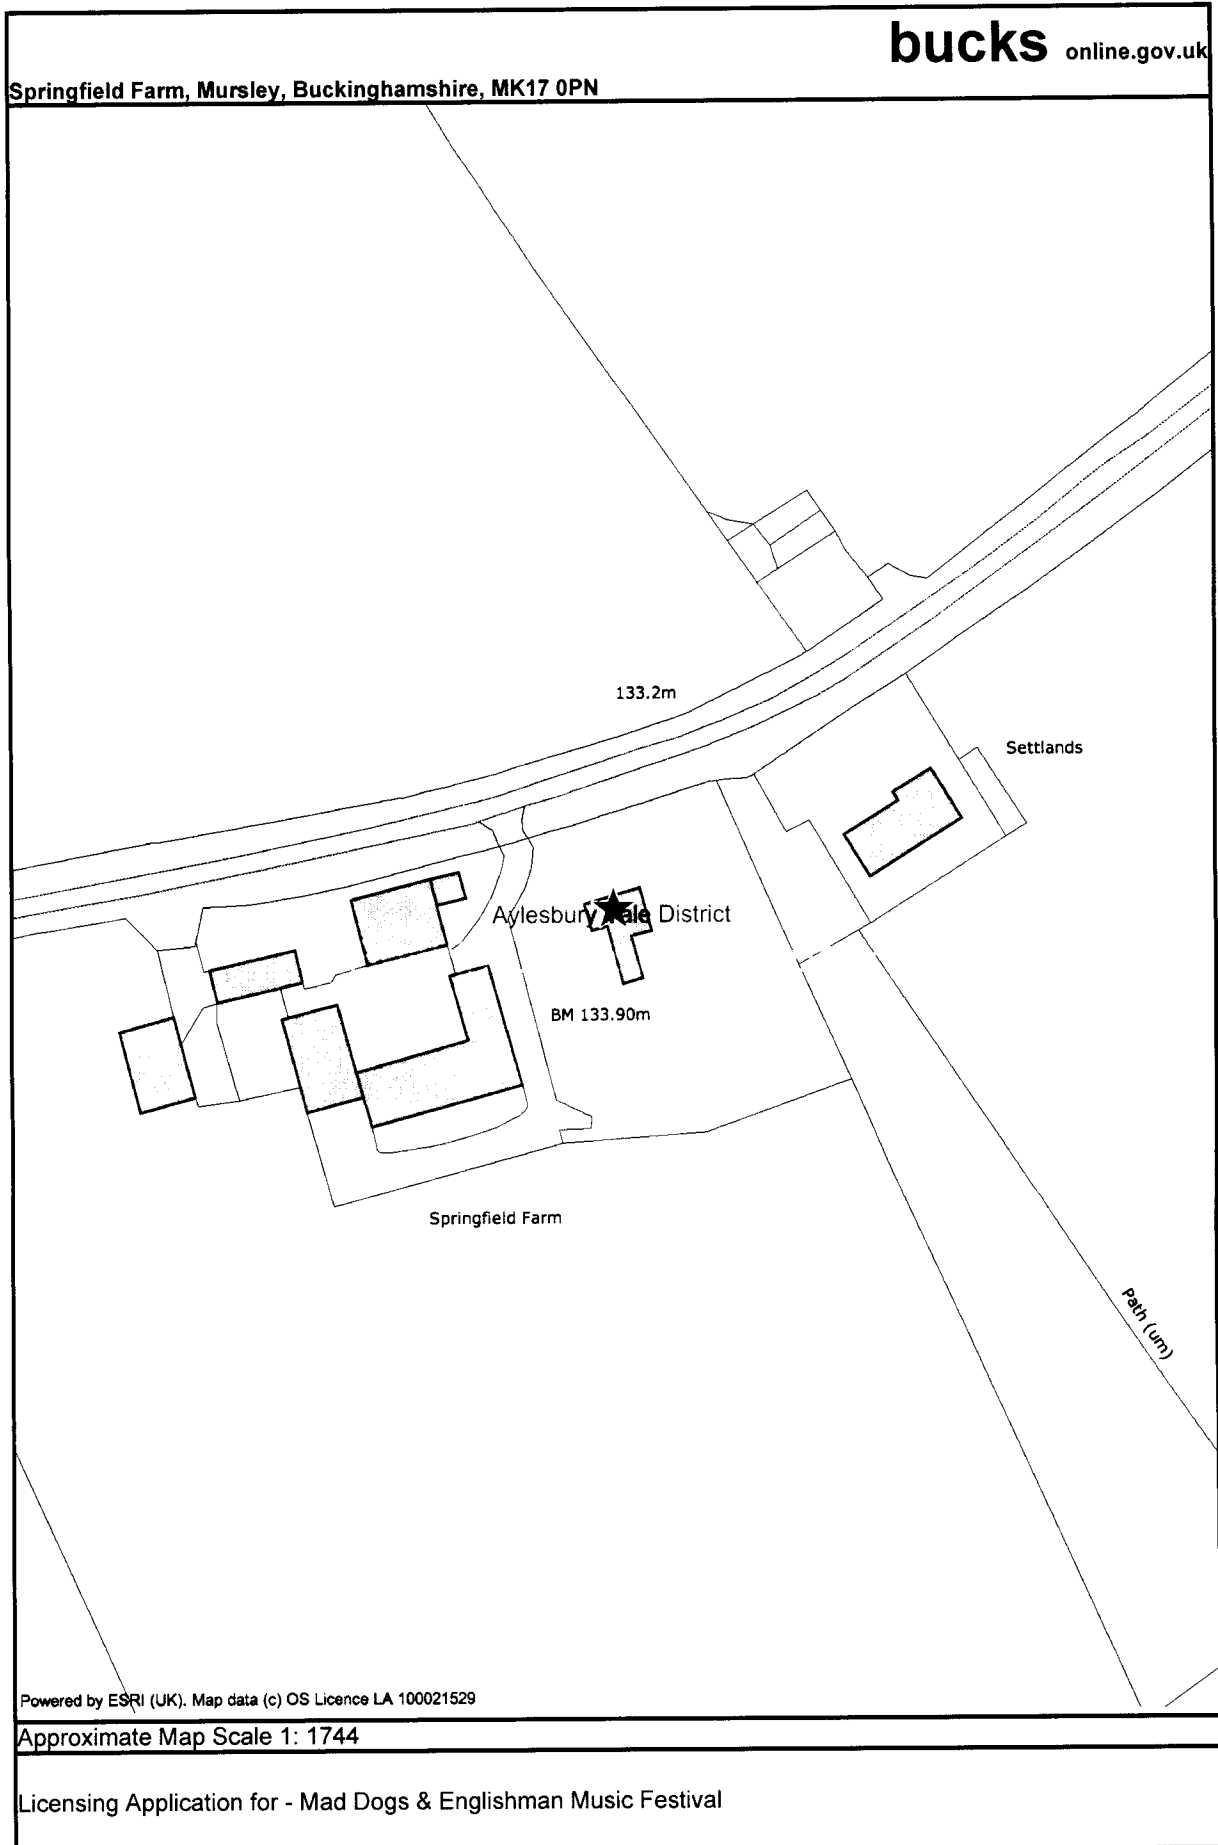 bucks online.gov.uk
Springfield Farm, Mursley, Buckinghamshire, MK17 0PN
133.2m
Settlands
Aylesbury Vale District
BM 133.90m
Springfield Farm
Path (um)
Powered by ESRI (UK). Map data (c) OS Licence LA 100021529
Approximate Map Scale 1: 1744
Licensing Application for - Mad Dogs & Englishman Music Festival